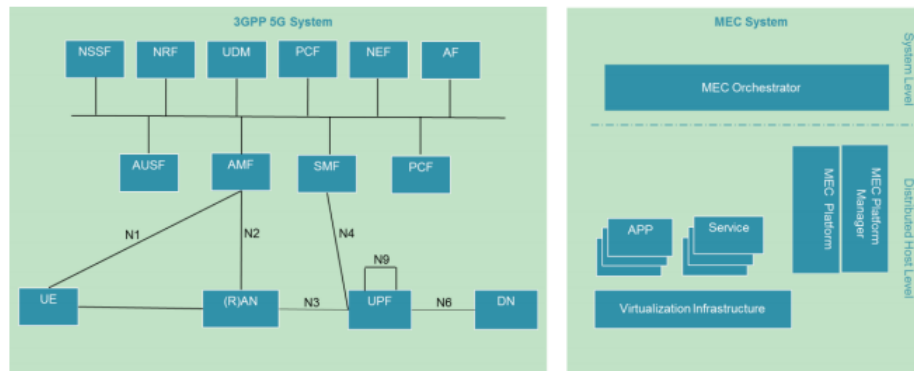 3GPP 5G System
NSSF
NRF
UDM
PCF
NEF
AF
AUSF
AMF
SMF
PCF
N1
N2
N4
N9
UE
(R)AN
N3
UPF
N6
DN
MEC System
System Level
MEC Orchestrator
Distributed Host Level
MEC Platform
MEC Platform
Manager
APP
Service
Virtualization Infrastructure